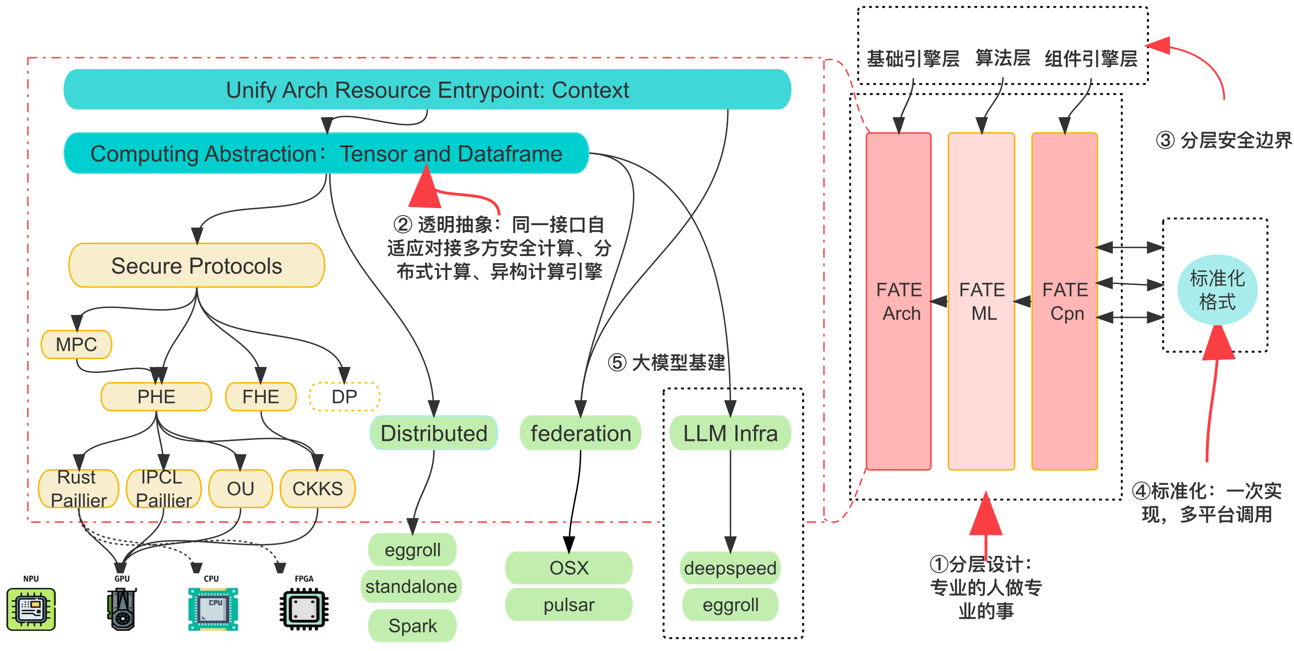 基础引擎层 算法层 组件引擎层
③ 分层安全边界
Unify Arch Resource Entrypoint: Context
Computing Abstraction：Tensor and Dataframe
② 透明抽象：同一接口自
适应对接多方安全计算、分
布式计算、异构计算引擎
Secure Protocols
MPC
PHE
FHE
DP
Rust
Paillier
IPCL
Paillier
OU
CKKS
NPU
GPU
CPU
FPGA
CPU
Distributed
eggroll
standalone
Spark
federation
OSX
pulsar
⑤ 大模型基建
LLM Infra
deepspeed
eggroll
FATE
Arch
FATE
ML
FATE
Cpn
标准化
格式
④标准化：一次实
现，多平台调用
①分层设计：
专业的人做专
业的事